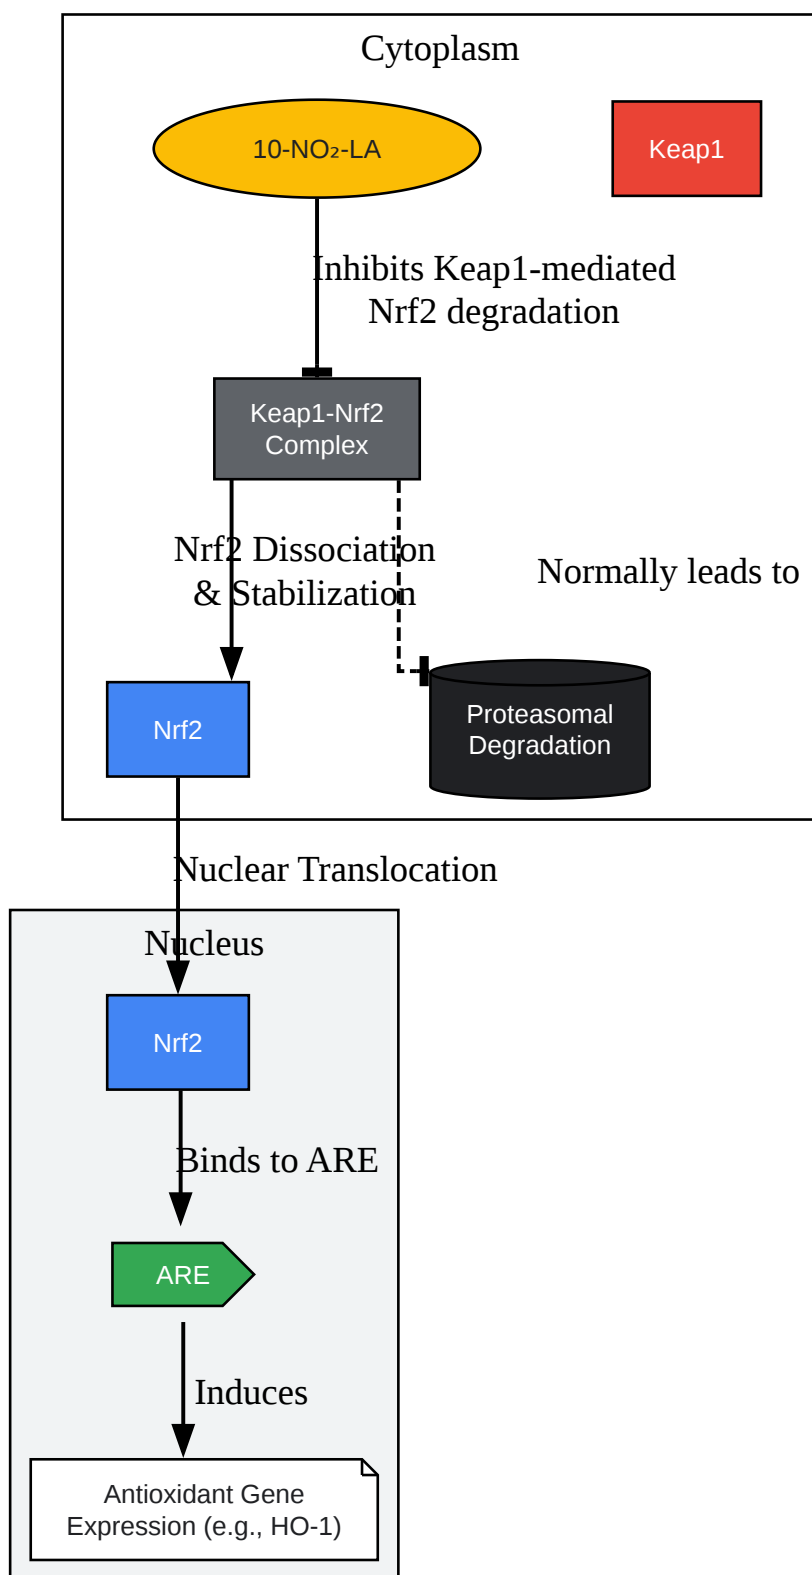 Cytoplasm
10-NO₂-LA
Keap1
Inhibits Keap1-mediated
Nrf2 degradation
Keap1-Nrf2
Complex
Nrf2 Dissociation
& Stabilization
Normally leads to
Nrf2
Proteasomal
Degradation
Nuclear Translocation
Nucleus
Nrf2
Binds to ARE
ARE
Induces
Antioxidant Gene
Expression (e.g., HO-1)